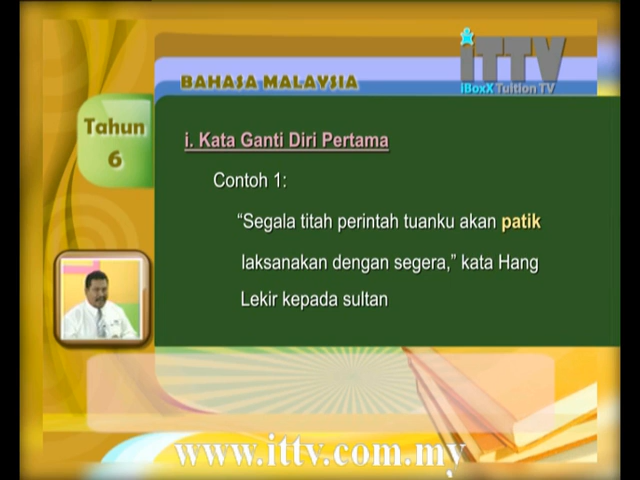 iTTV
iBoxX Tuition TV
BAHASA MALAYSIA
Tahun
6
i. Kata Ganti Diri Pertama
Contoh 1:
“Segala titah perintah tuanku akan patik
laksanakan dengan segera,” kata Hang
Lekir kepada sultan
www.ittv.com.my